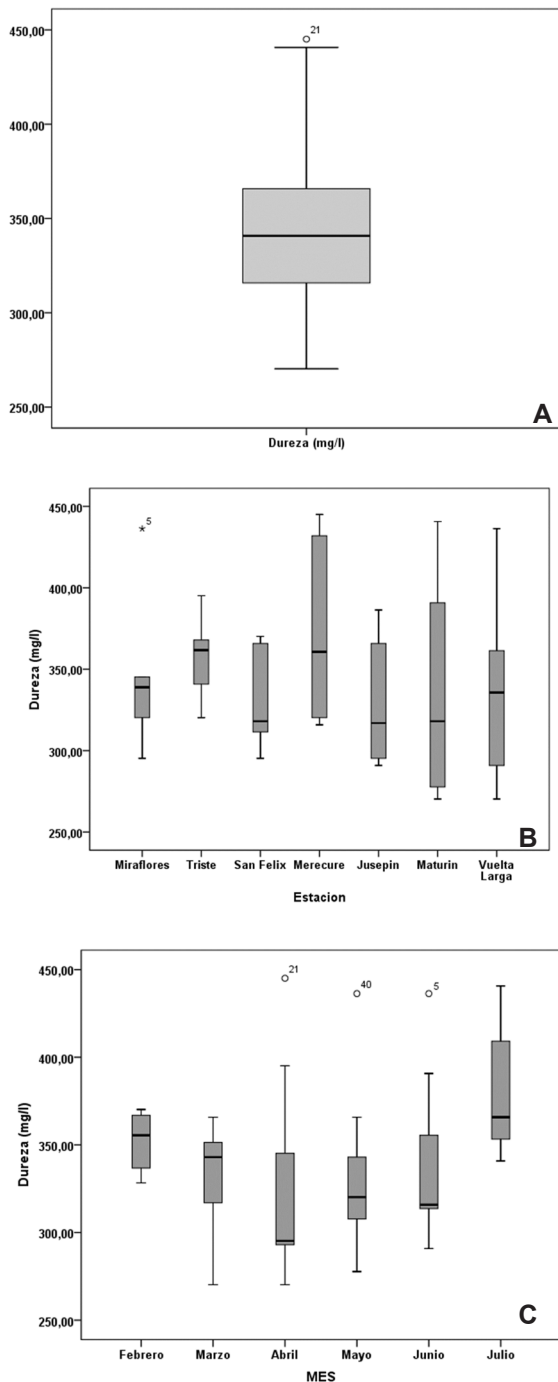 450,00
21
400,00
350,00
300,00
250,00
A
Dureza (mg/l)
450,00
5
400,00
Dureza (mg/l)
350,00
300,00
250,00
B
Miraflores Triste San Felix Merecure Jusepin Maturin Vuelta
Larga
Estacion
450,00
21
40
5
400,00
Dureza (mg/l)
350,00
300,00
250,00
C
Febrero Marzo Abril Mayo Junio Julio
MES